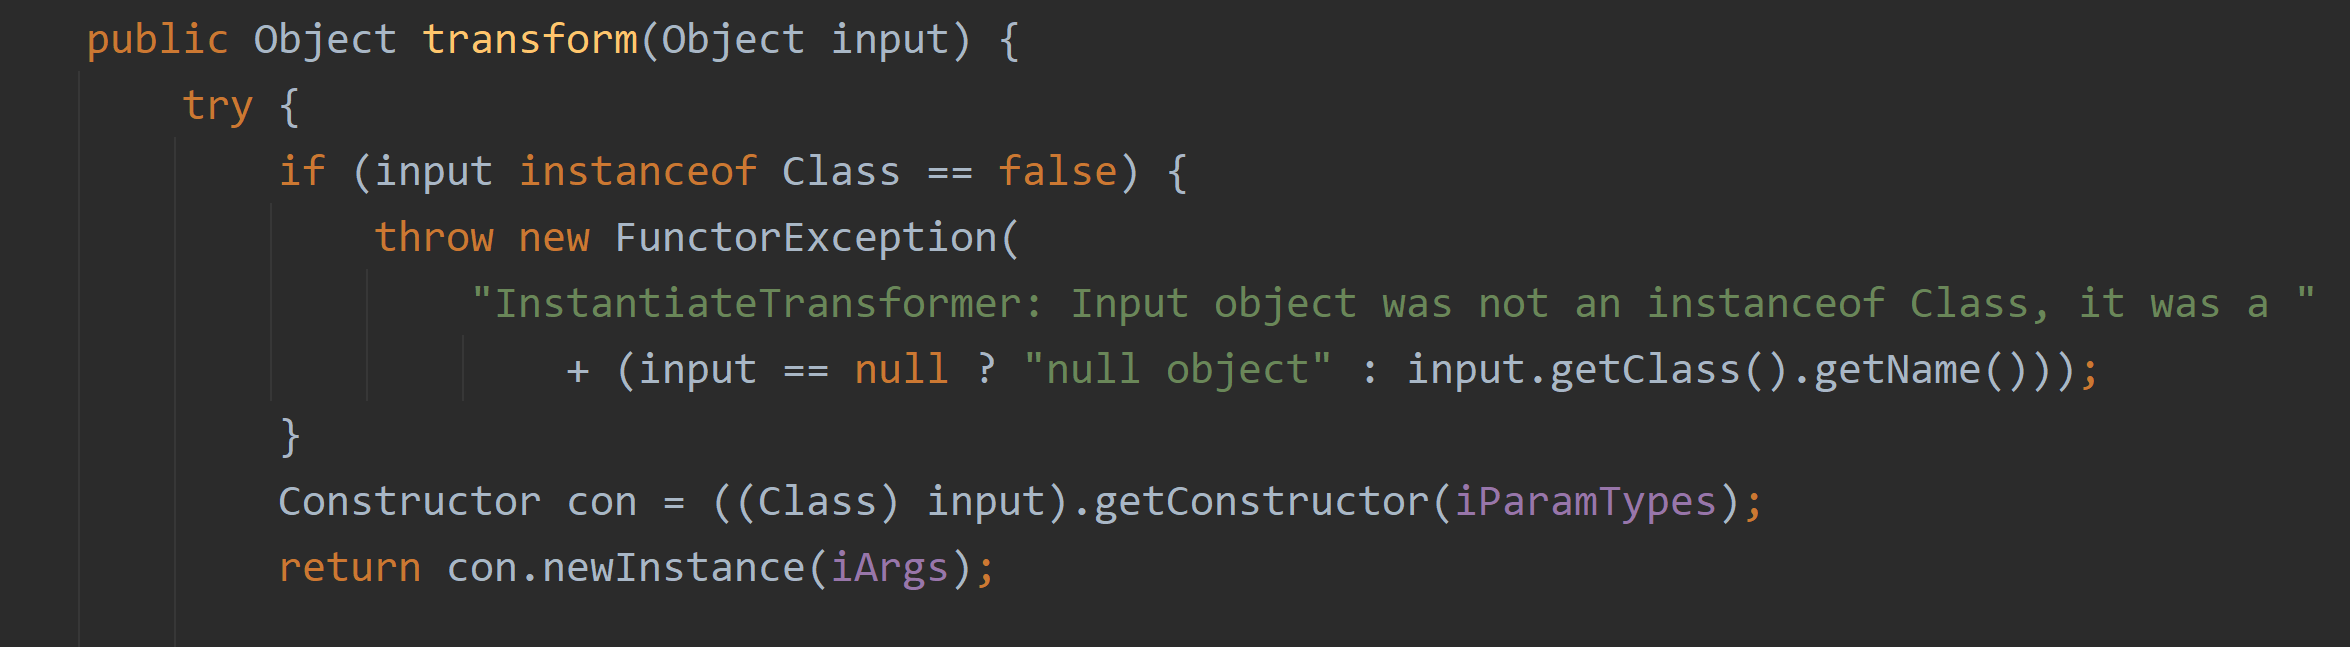 public Object transform(Object input) {
try {
if (input instanceof Class == false) {
throw new FunctorException(
"InstantiateTransformer: Input object was not an instanceof Class, it was a "
+ (input == null ? "null object" : input.getClass().getName()));
}
Constructor con = ((Class) input).getConstructor(iParamTypes);
return con.newInstance(iArgs);